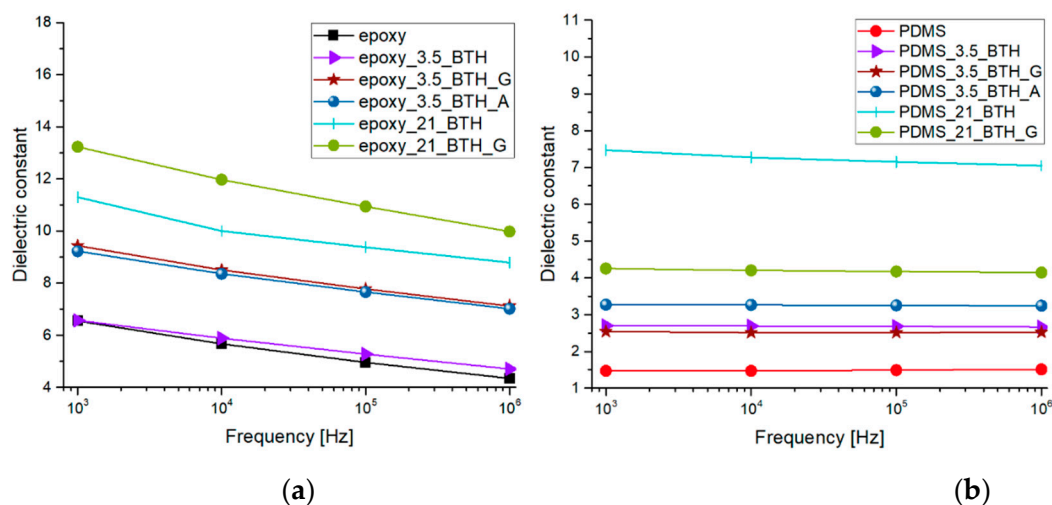 18
16
14
12
10
8
6
4
Dielectric constant
epoxy
epoxy_3.5_BTH
epoxy_3.5_BTH_G
epoxy_3.5_BTH_A
epoxy_21_BTH
epoxy_21_BTH_G
10³ 10⁴ 10⁵ 10⁶
Frequency [Hz]
(a)
11
10
9
8
7
6
5
4
3
2
1
Dielectric constant
PDMS
PDMS_3.5_BTH
PDMS_3.5_BTH_G
PDMS_3.5_BTH_A
PDMS_21_BTH
PDMS_21_BTH_G
10³ 10⁴ 10⁵ 10⁶
Frequency [Hz]
(b)